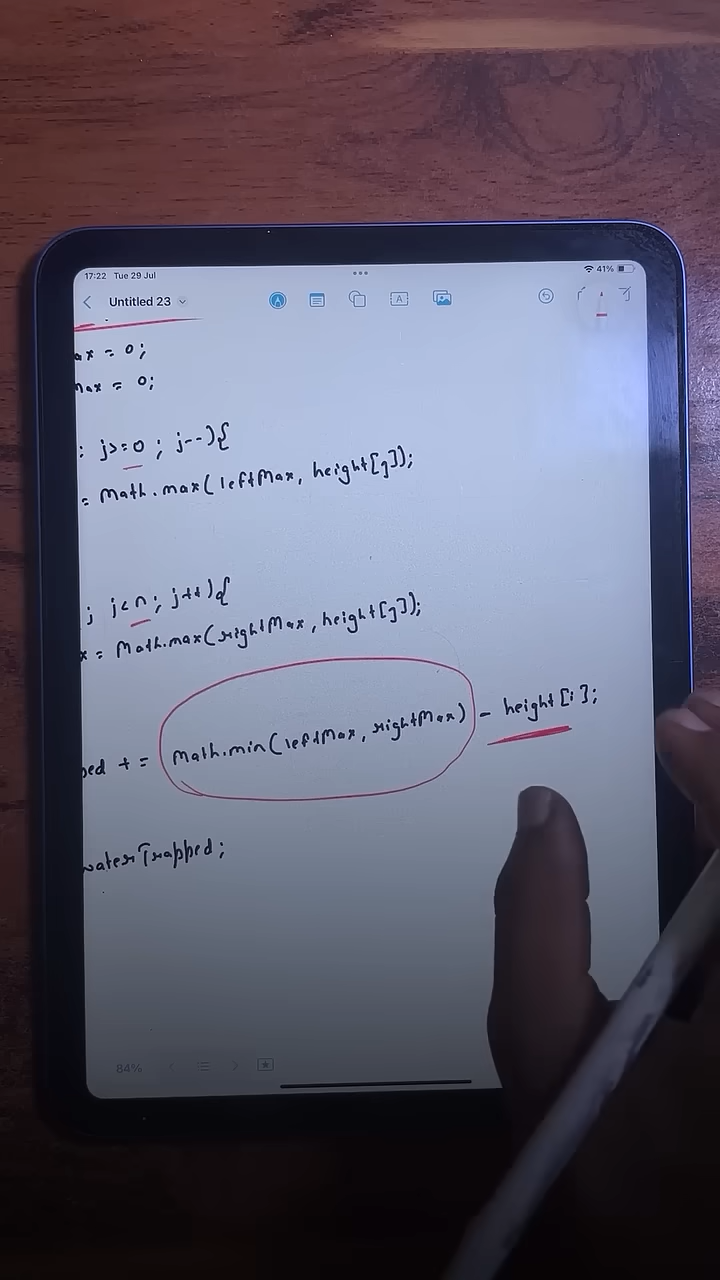 17:22 Tue 29 Jul
41%
Untitled 23
A
ax = 0;
max = 0;
: j>=0 ; j--){
= Math.max(leftMax, height[j]);
; j<n; j++){
x = Math.max(rightMax, height[j]);
ped += Math.min(leftMax, rightMax) - height[i];
waterTrapped;
84%